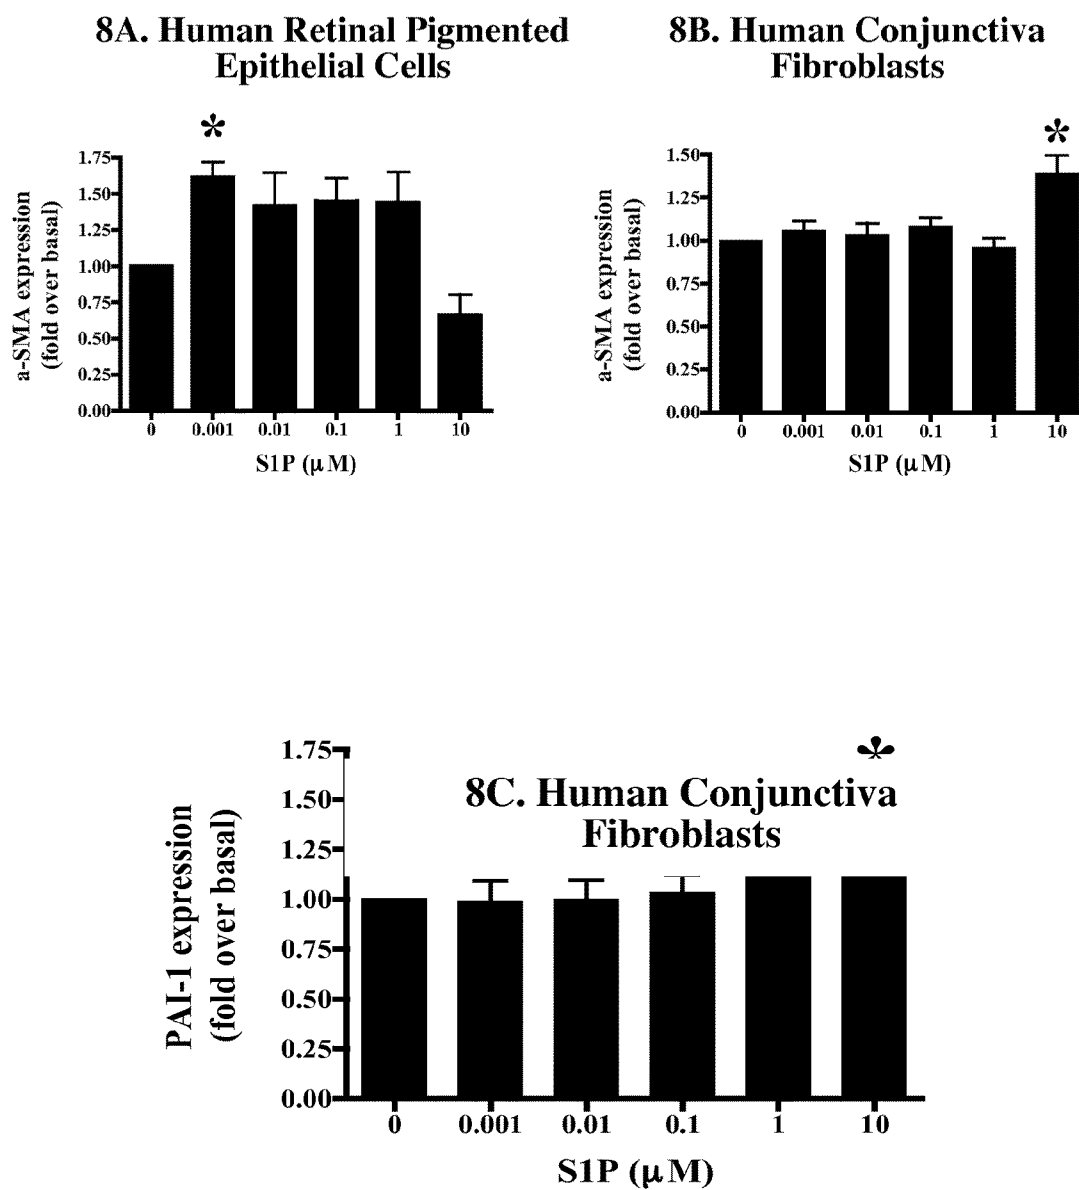 8A. Human Retinal Pigmented
Epithelial Cells
*
1.75
1.50
1.25
1.00
0.75
0.50
0.25
0.00
a-SMA expression
(fold over basal)
0 0.001 0.01 0.1 1 10
S1P (μM)
8B. Human Conjunctiva
Fibroblasts
*
1.50
1.25
1.00
0.75
0.50
0.25
0.00
a-SMA expression
(fold over basal)
0 0.001 0.01 0.1 1 10
S1P (μM)
8C. Human Conjunctiva
Fibroblasts
*
1.75
1.50
1.25
1.00
0.75
0.50
0.25
0.00
PAI-1 expression
(fold over basal)
0 0.001 0.01 0.1 1 10
S1P (μM)